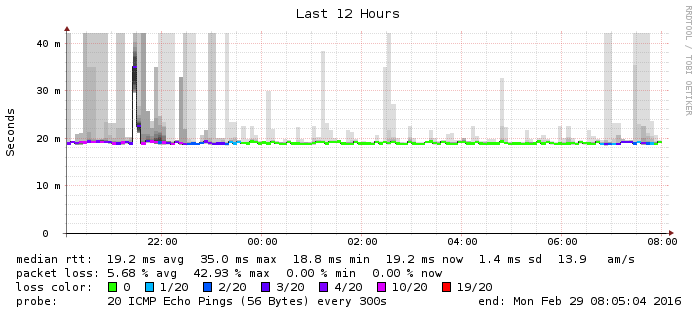 Last 12 Hours
RRDTOOL / TOBI OETIKER
Seconds
40 m
30 m
20 m
10 m
0
22:00 00:00 02:00 04:00 06:00 08:00
median rtt: 19.2 ms avg 35.0 ms max 18.8 ms min 19.2 ms now 1.4 ms sd 13.9 am/s
packet loss: 5.68 % avg 42.93 % max 0.00 % min 0.00 % now
loss color: 0 1/20 2/20 3/20 4/20 10/20 19/20
probe: 20 ICMP Echo Pings (56 Bytes) every 300s end: Mon Feb 29 08:05:04 2016